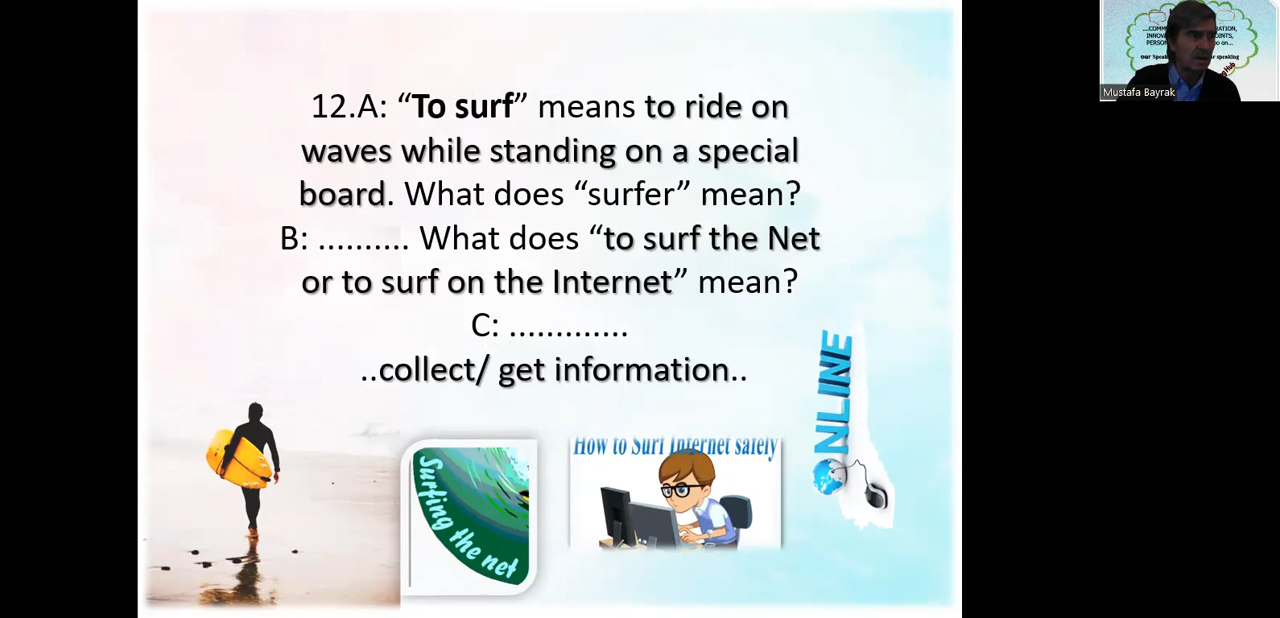 12.A: “To surf” means to ride on
waves while standing on a special
board. What does “surfer” mean?
B: .......... What does “to surf the Net
or to surf on the Internet” mean?
C: .............
..collect/ get information..
NLINE
How to Surf Internet safely
Surfing the net
Mustafa Bayrak